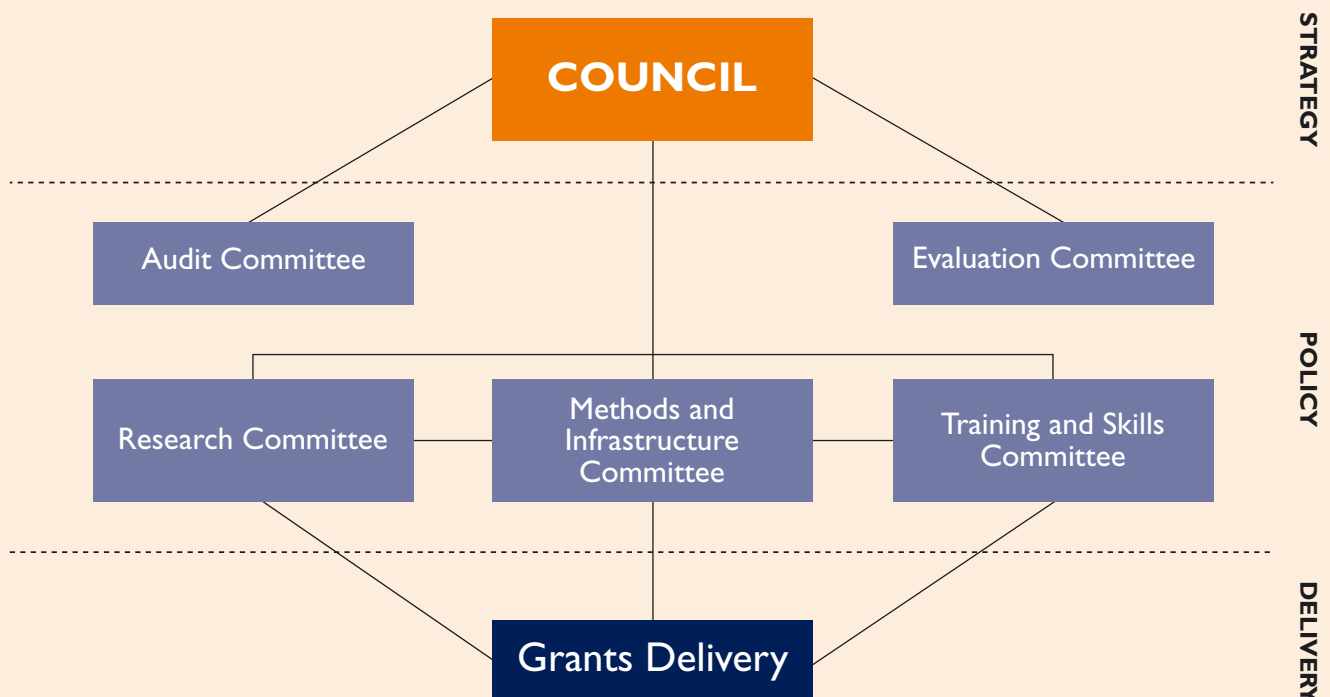 COUNCIL
STRATEGY
Audit Committee
Evaluation Committee
POLICY
Research Committee
Methods and
Infrastructure
Committee
Training and Skills
Committee
Grants Delivery
DELIVERY